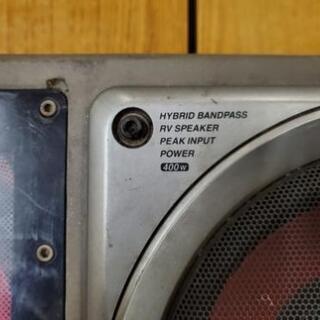 HYBRID BANDPASS
RV SPEAKER
PEAK INPUT
POWER
400W